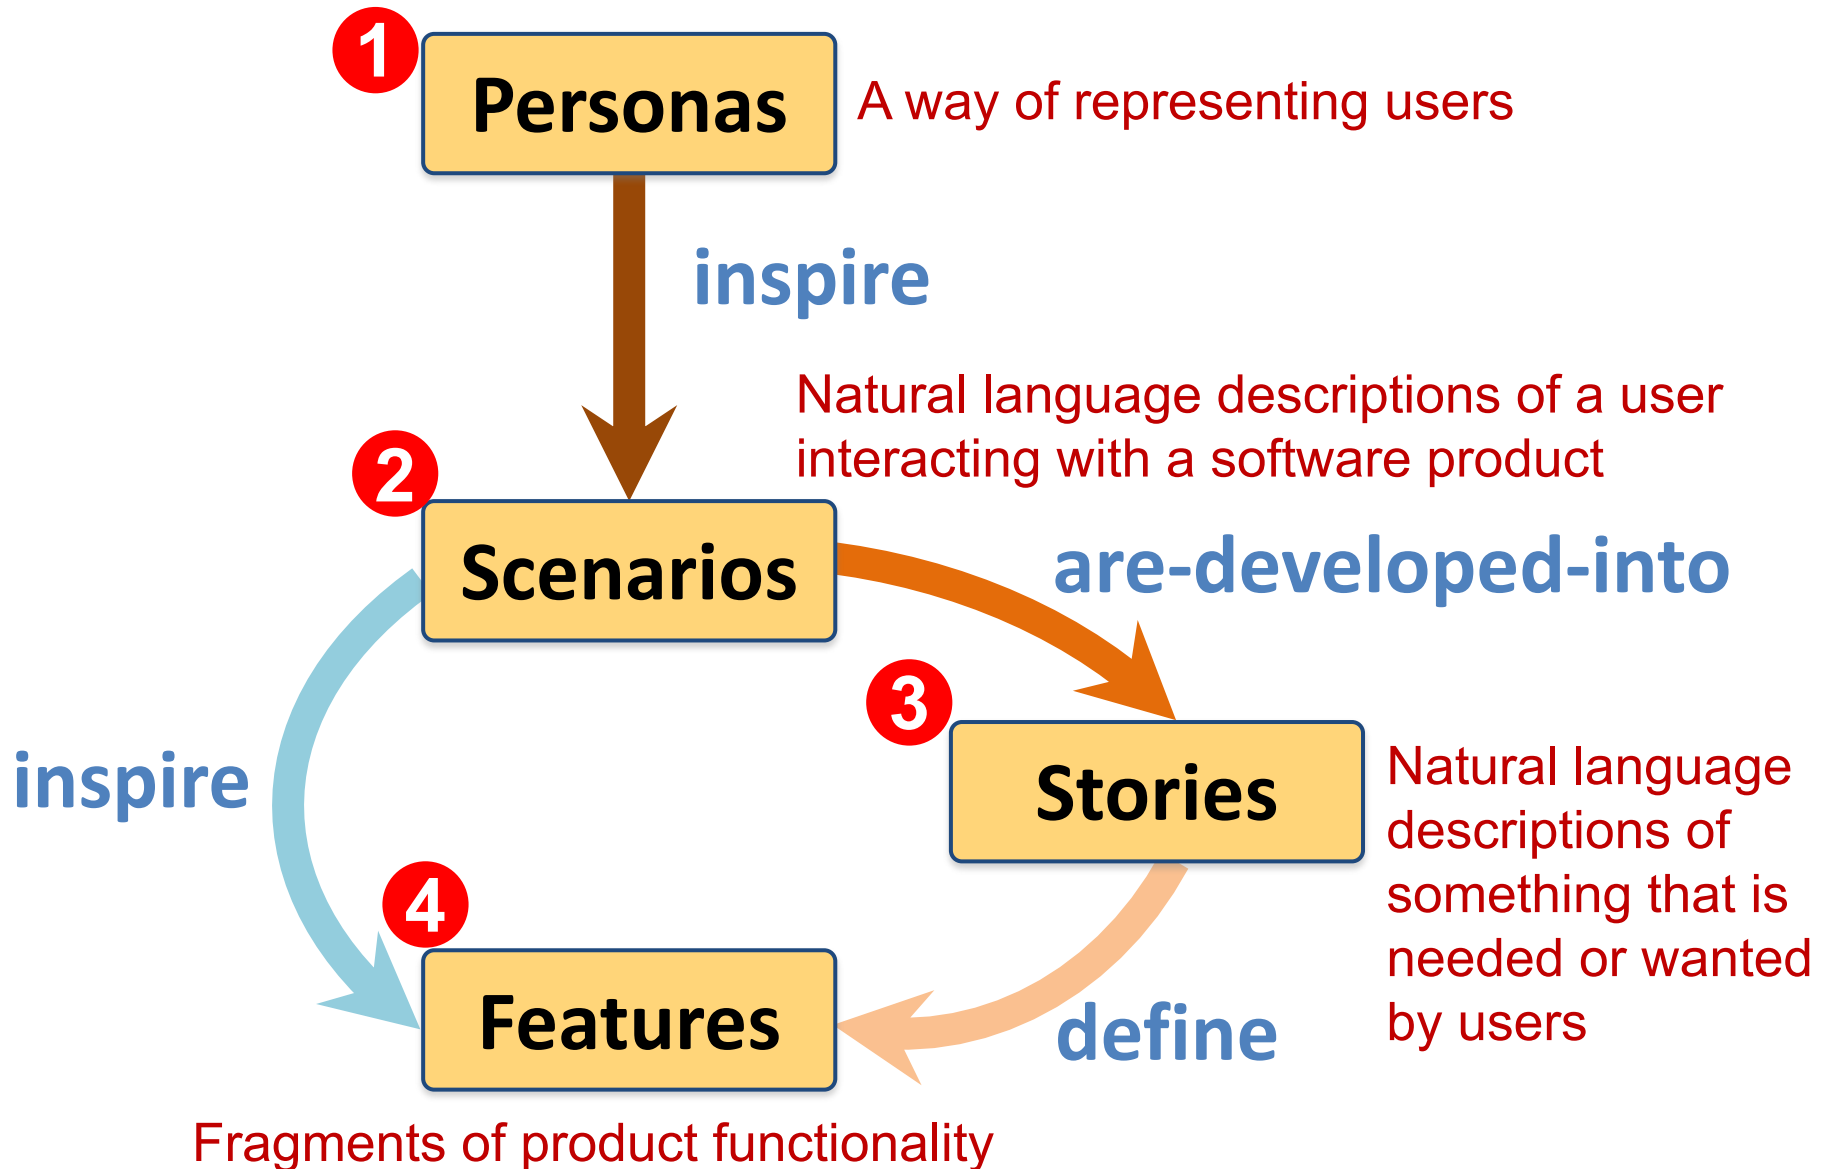 1
Personas
A way of representing users
inspire
Natural language descriptions of a user
interacting with a software product
2
Scenarios
are-developed-into
3
Stories
inspire
Natural language
descriptions of
something that is
needed or wanted
by users
4
Features
define
Fragments of product functionality